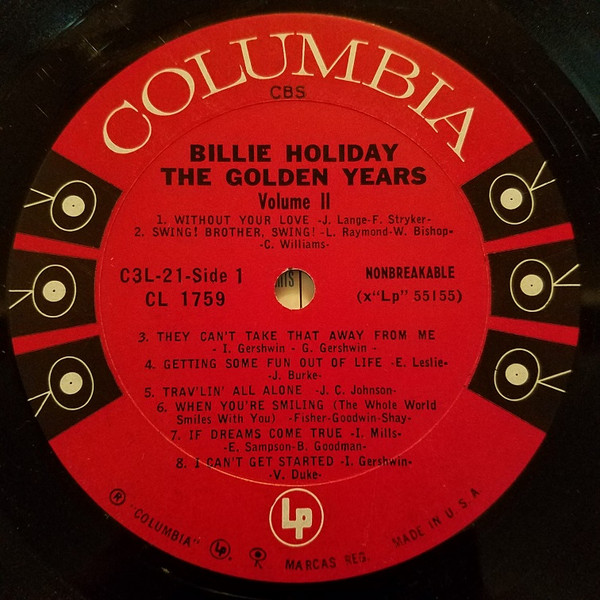 COLUMBIA
CBS
BILLIE HOLIDAY
THE GOLDEN YEARS
Volume II
1. WITHOUT YOUR LOVE -J. Lange-F. Stryker-
2. SWING! BROTHER, SWING! -L. Raymond-W. Bishop-
-C. Williams-
C3L-21-Side 1
CL 1759
NONBREAKABLE
(x"Lp" 55155)
3. THEY CAN'T TAKE THAT AWAY FROM ME
- I. Gershwin - G. Gershwin -
4. GETTING SOME FUN OUT OF LIFE -E. Leslie-
-J. Burke-
5. TRAV'LIN' ALL ALONE -J. C. Johnson-
6. WHEN YOU'RE SMILING (The Whole World
Smiles With You) -Fisher-Goodwin-Shay-
7. IF DREAMS COME TRUE -I. Mills-
-E. Sampson-B. Goodman-
8. I CAN'T GET STARTED -I. Gershwin-
-V. Duke-
Lp
® "COLUMBIA" Lp ® MARCAS REG. MADE IN U.S.A.